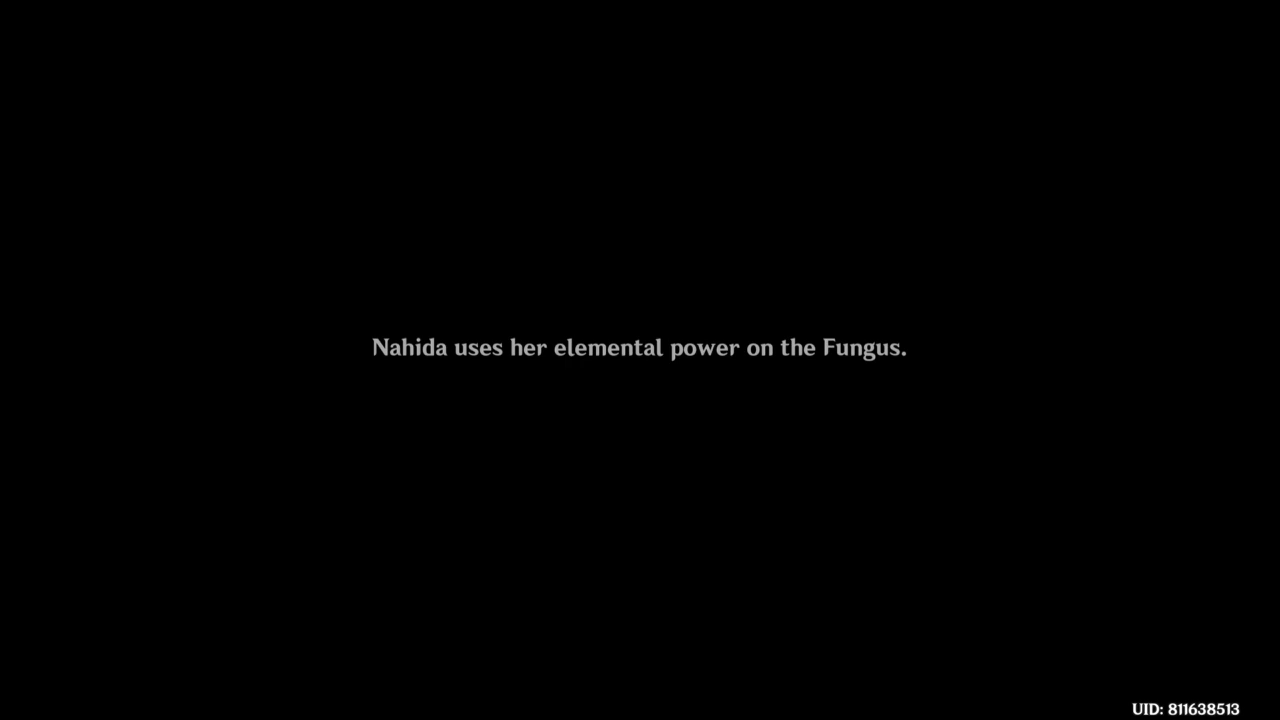 Nahida uses her elemental power on the Fungus.
UID: 811638513